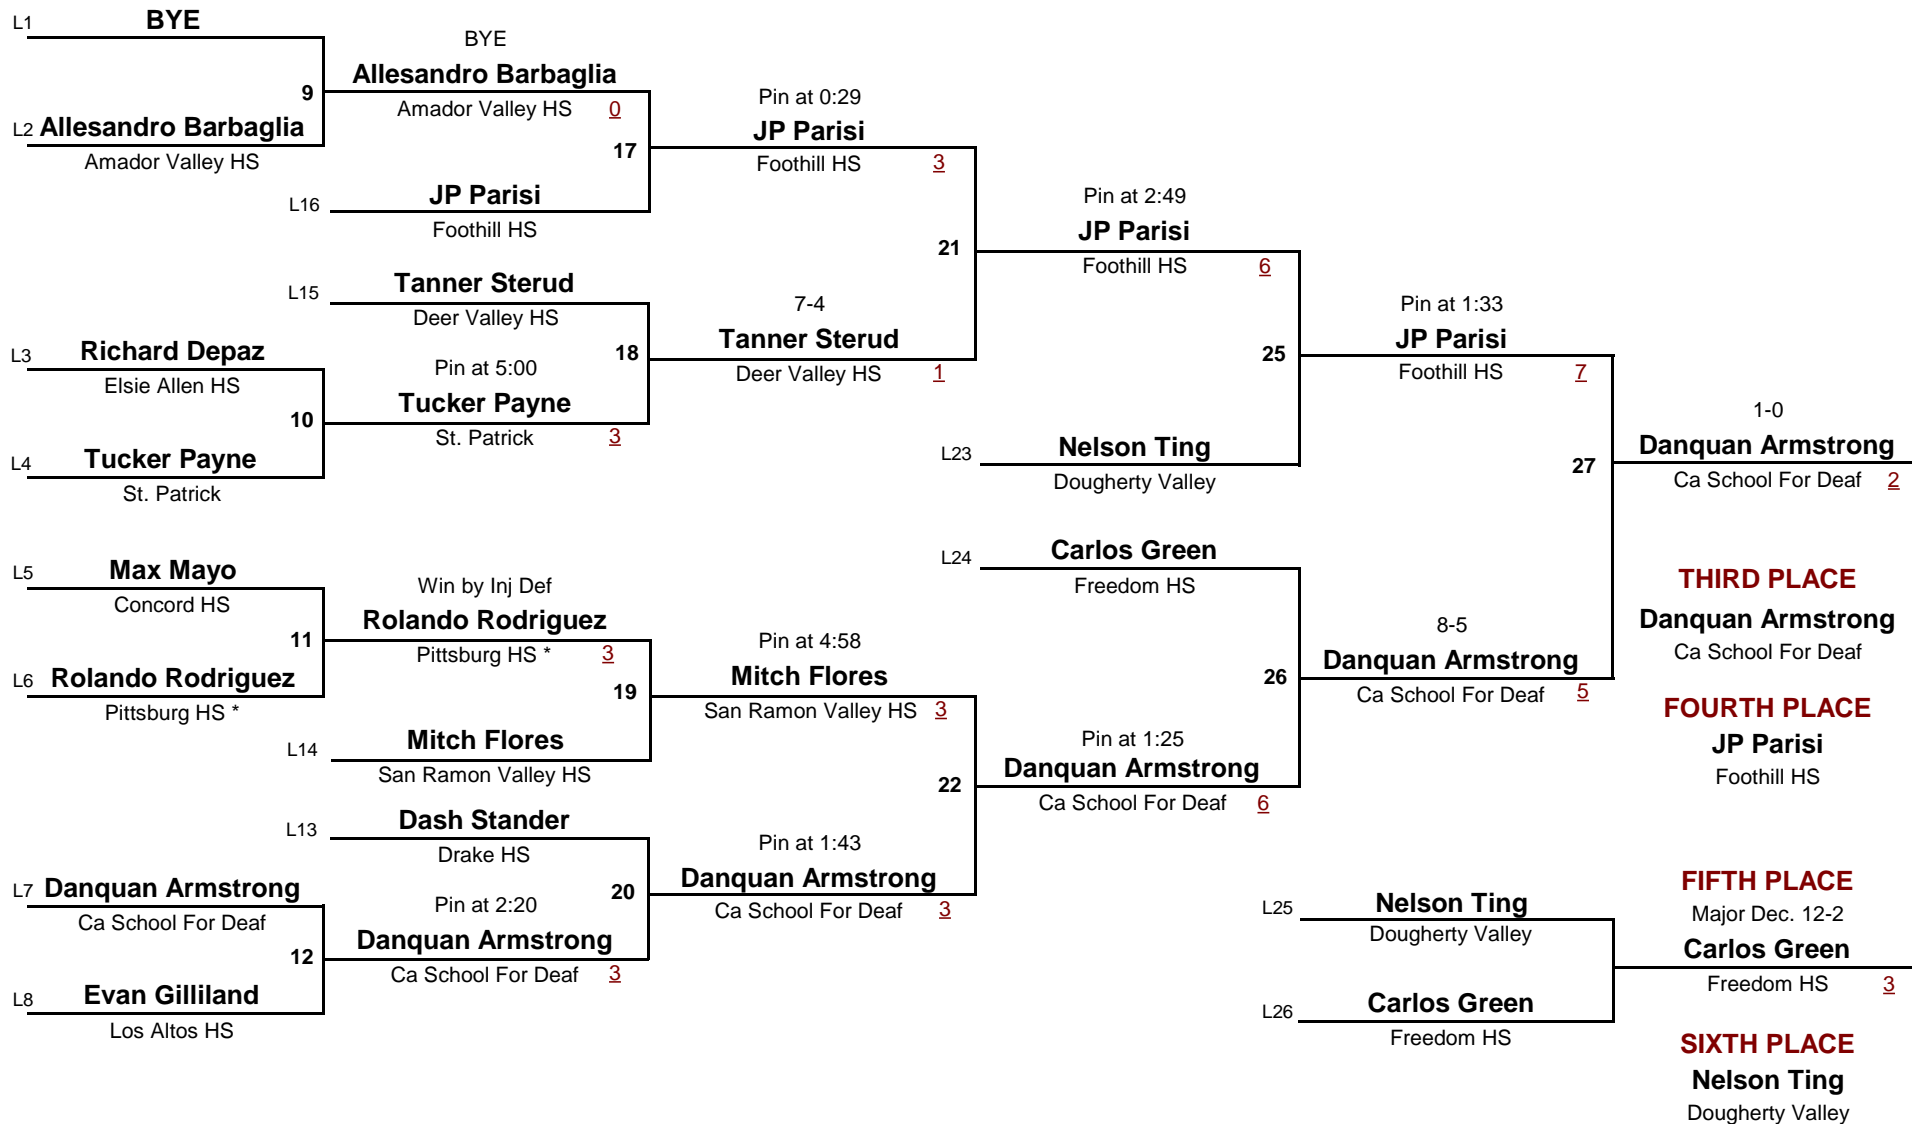 L1 BYE
BYE
9 Allesandro Barbaglia
Amador Valley HS 0
L2 Allesandro Barbaglia
Amador Valley HS
Pin at 0:29
17 JP Parisi
Foothill HS 3
L16 JP Parisi
Foothill HS
Pin at 2:49
21 JP Parisi
Foothill HS 6
L15 Tanner Sterud
Deer Valley HS
7-4
18 Tanner Sterud
Deer Valley HS 1
L3 Richard Depaz
Elsie Allen HS
Pin at 5:00
10 Tucker Payne
St. Patrick 3
L4 Tucker Payne
St. Patrick
Pin at 1:33
25 JP Parisi
Foothill HS 7
L23 Nelson Ting
Dougherty Valley
1-0
27 Danquan Armstrong
Ca School For Deaf 2
L5 Max Mayo
Concord HS
Win by Inj Def
11 Rolando Rodriguez
Pittsburg HS * 3
L6 Rolando Rodriguez
Pittsburg HS *
Pin at 4:58
19 Mitch Flores
San Ramon Valley HS 3
L14 Mitch Flores
San Ramon Valley HS
L24 Carlos Green
Freedom HS
8-5
26 Danquan Armstrong
Ca School For Deaf 5
Pin at 1:25
22 Danquan Armstrong
Ca School For Deaf 6
L13 Dash Stander
Drake HS
Pin at 1:43
20 Danquan Armstrong
Ca School For Deaf 3
L7 Danquan Armstrong
Ca School For Deaf
Pin at 2:20
12 Danquan Armstrong
Ca School For Deaf 3
L8 Evan Gilliland
Los Altos HS
THIRD PLACE
Danquan Armstrong
Ca School For Deaf
FOURTH PLACE
JP Parisi
Foothill HS
L25 Nelson Ting
Dougherty Valley
L26 Carlos Green
Freedom HS
FIFTH PLACE
Major Dec. 12-2
Carlos Green
Freedom HS 3
SIXTH PLACE
Nelson Ting
Dougherty Valley